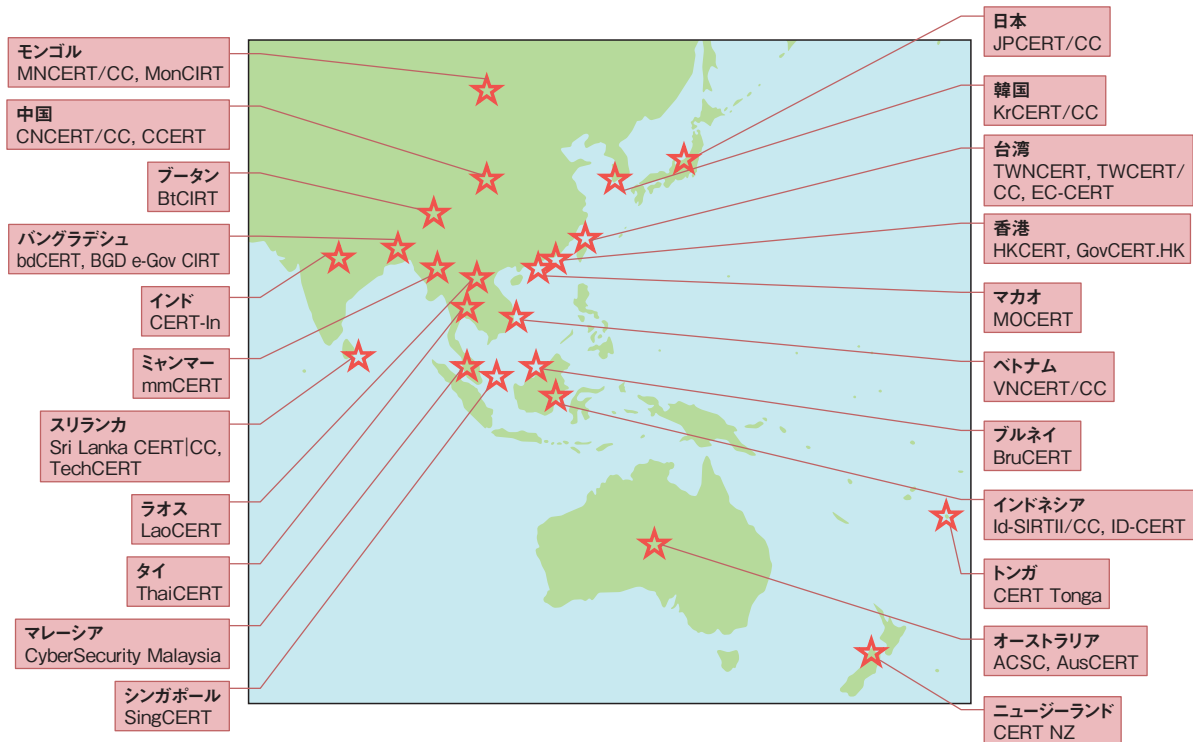 モンゴル
MNCERT/CC, MonCIRT
中国
CNCERT/CC, CCERT
ブータン
BtCIRT
バングラデシュ
bdCERT, BGD e-Gov CIRT
インド
CERT-In
ミャンマー
mmCERT
スリランカ
Sri Lanka CERT|CC,
TechCERT
ラオス
LaoCERT
タイ
ThaiCERT
マレーシア
CyberSecurity Malaysia
シンガポール
SingCERT
日本
JPCERT/CC
韓国
KrCERT/CC
台湾
TWNCERT, TWCERT/
CC, EC-CERT
香港
HKCERT, GovCERT.HK
マカオ
MOCERT
ベトナム
VNCERT/CC
ブルネイ
BruCERT
インドネシア
Id-SIRTII/CC, ID-CERT
トンガ
CERT Tonga
オーストラリア
ACSC, AusCERT
ニュージーランド
CERT NZ